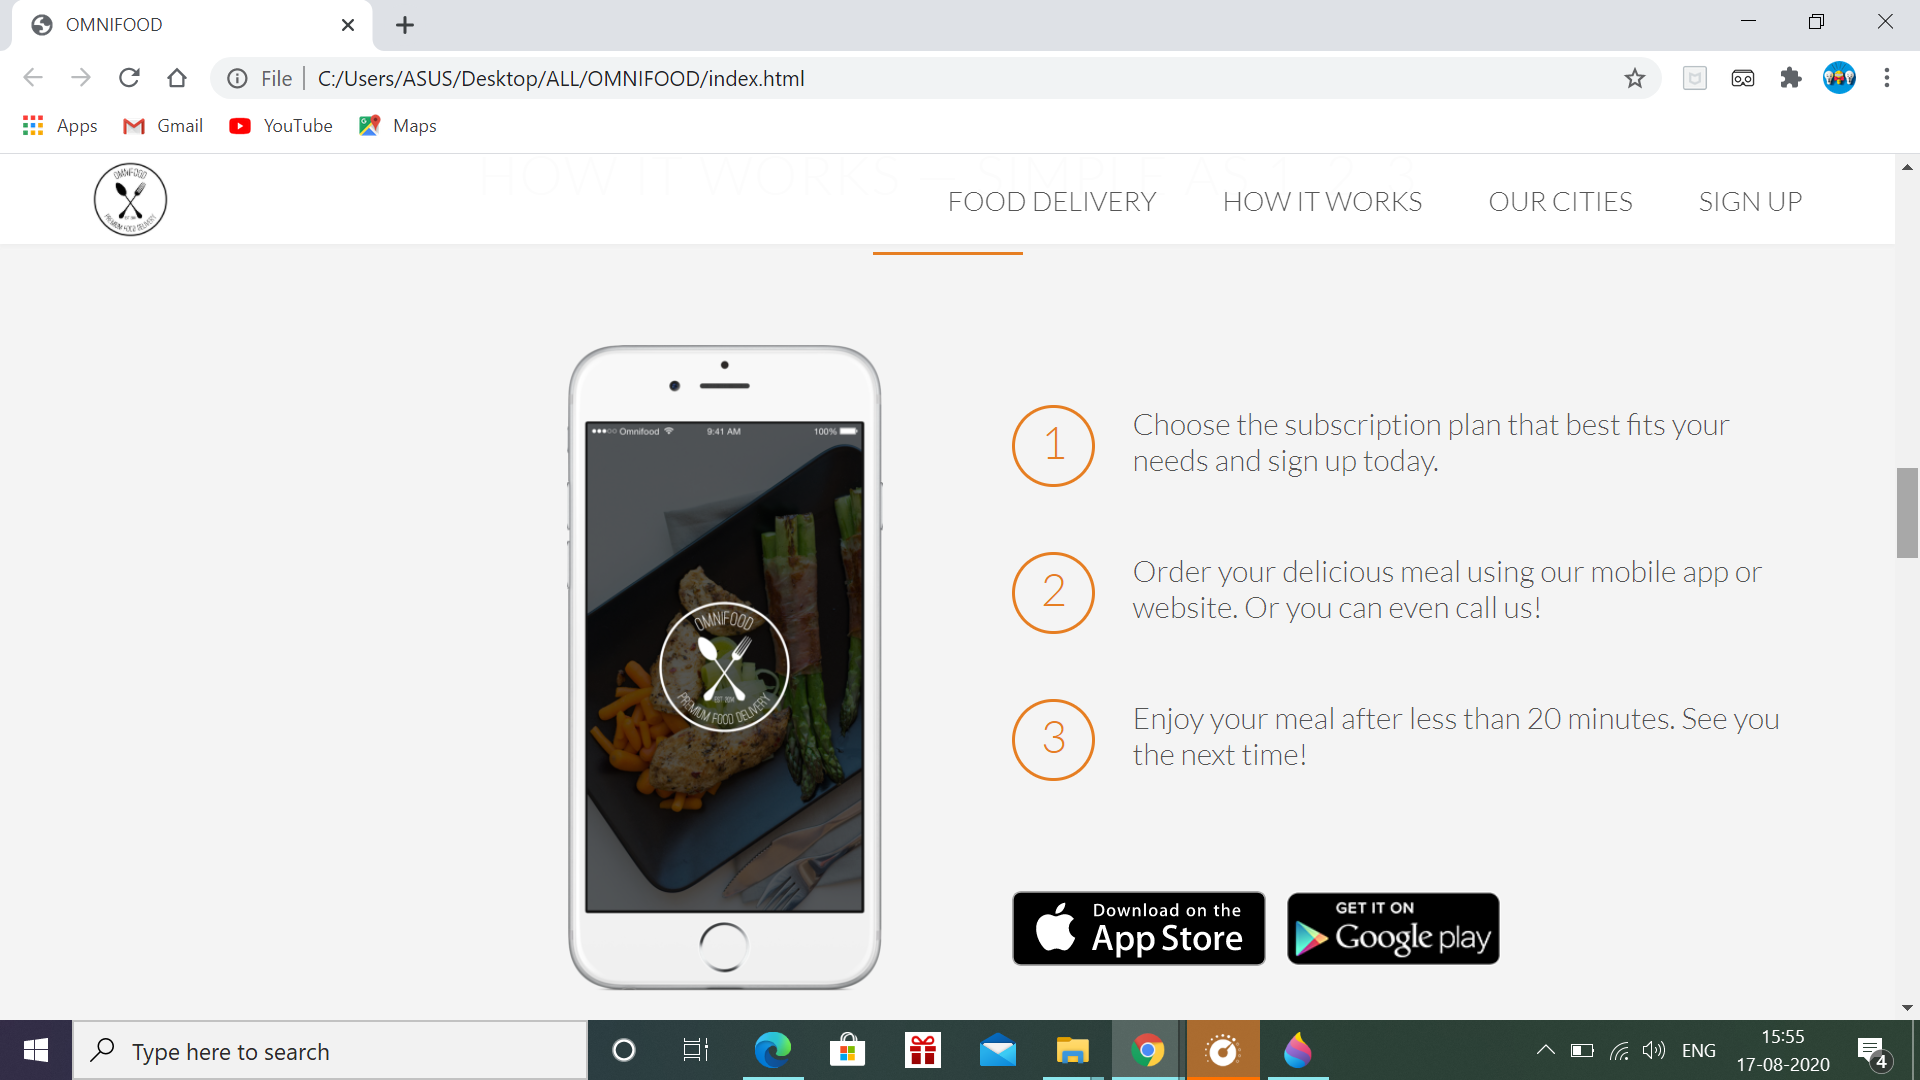 OMNIFOOD
File
C:/Users/ASUS/Desktop/ALL/OMNIFOOD/index.html
Apps
Gmail
YouTube
Maps
HOW IT WORKS — SIMPLE AS 1, 2, 3
OMNIFOOD
PREMIUM FOOD DELIVERY
FOOD DELIVERY
HOW IT WORKS
OUR CITIES
SIGN UP
Omnifood
9:41 AM
100%
OMNIFOOD
EST. 2014
PREMIUM FOOD DELIVERY
1
Choose the subscription plan that best fits your
needs and sign up today.
2
Order your delicious meal using our mobile app or
website. Or you can even call us!
3
Enjoy your meal after less than 20 minutes. See you
the next time!
Download on the
App Store
GET IT ON
Google play
Type here to search
ENG
15:55
17-08-2020
4